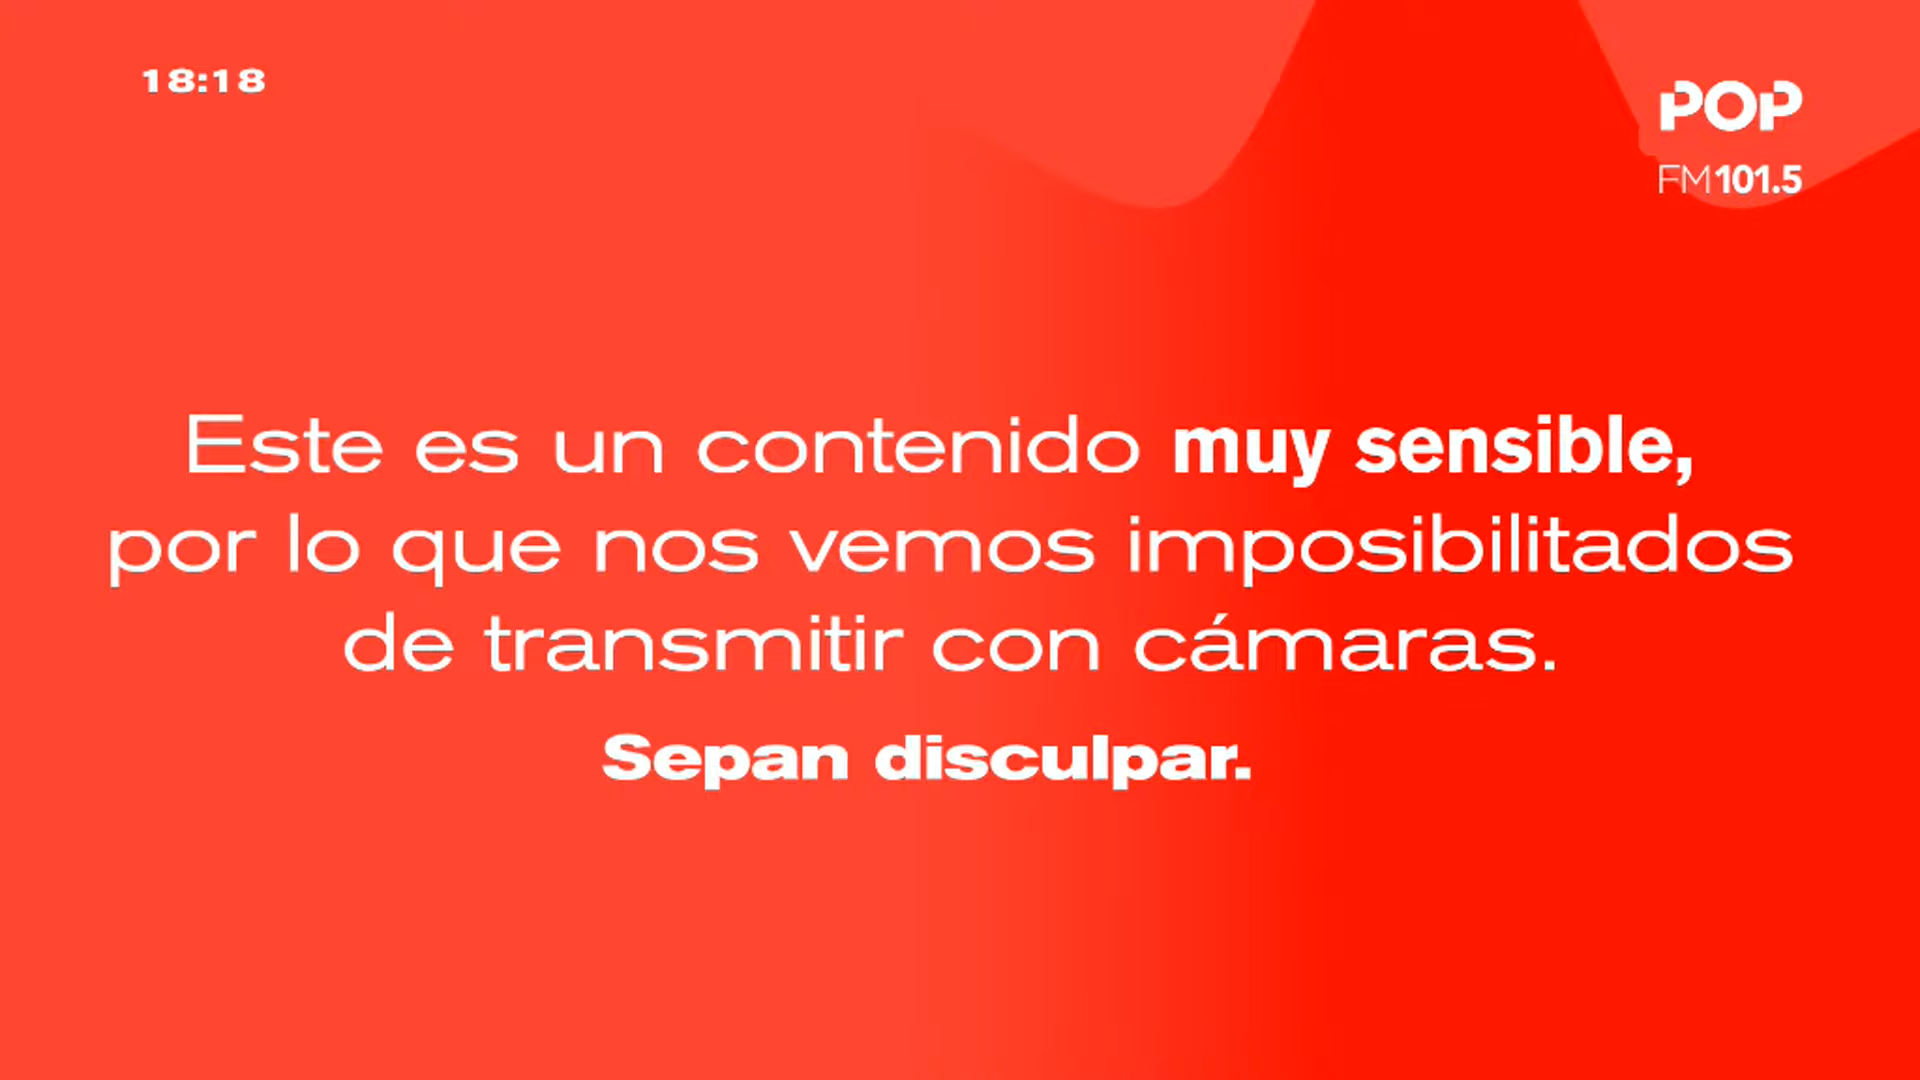 18:18
POP
FM101.5
Este es un contenido muy sensible,
por lo que nos vemos imposibilitados
de transmitir con cámaras.
Sepan disculpar.